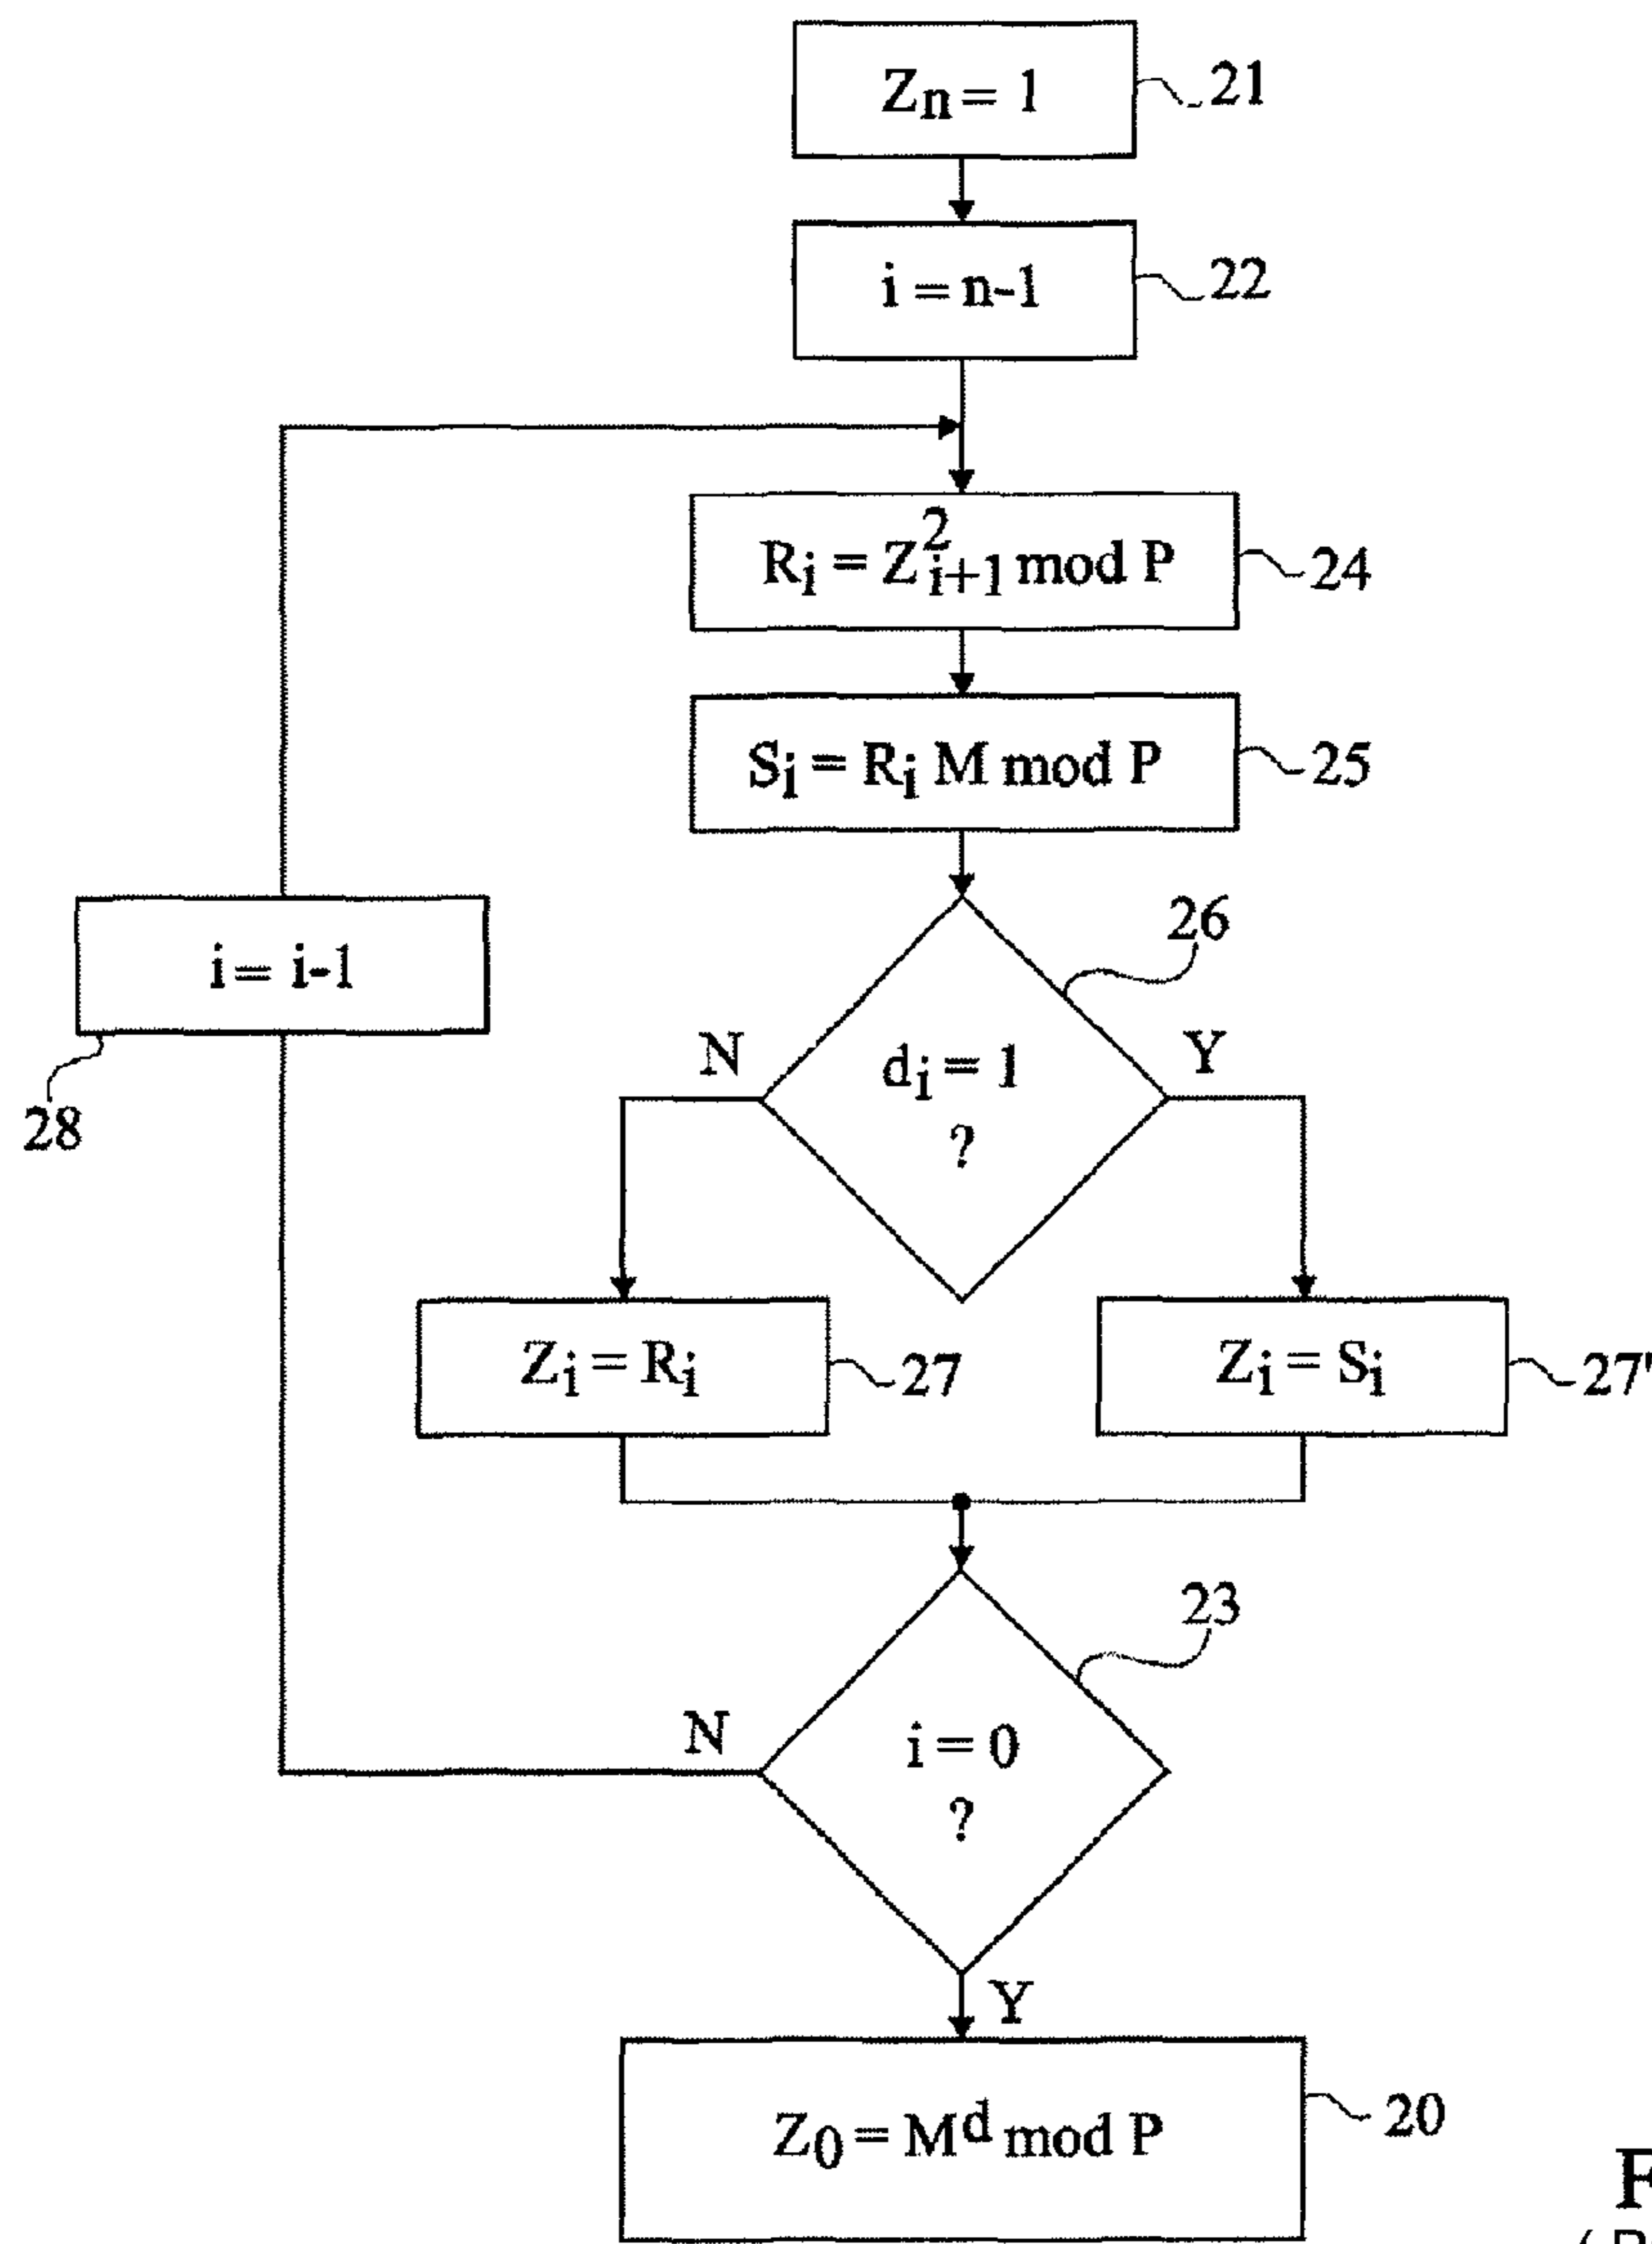 Zn = 1
21
i = n-1
22
Ri = Z²i+1 mod P
24
Si = Ri M mod P
25
26
i = i-1
28
N
Y
di = 1
?
Zi = Ri
27
Zi = Si
27'
23
N
i = 0
?
Y
Z0 = Mᵈ mod P
20